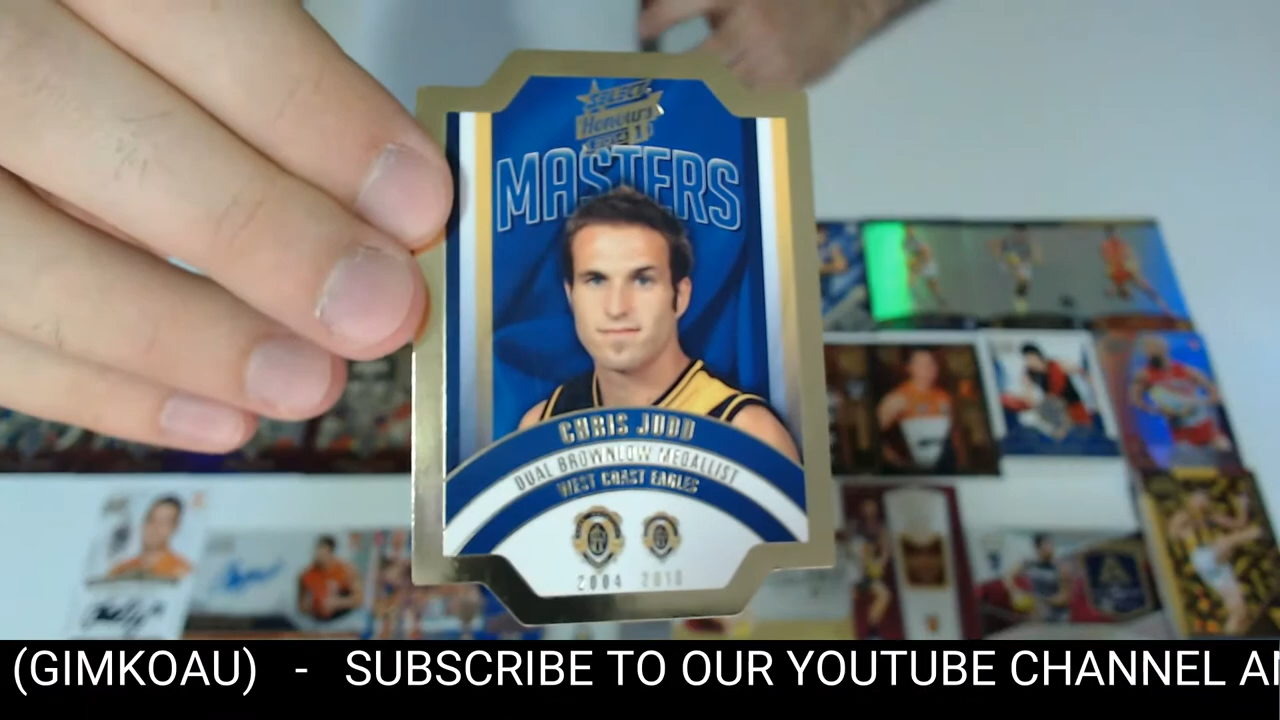 SELECT
Honours
MASTERS
CHRIS JUDD
DUAL BROWNLOW MEDALLIST
WEST COAST EAGLES
2004 2010
(GIMKOAU) - SUBSCRIBE TO OUR YOUTUBE CHANNEL AN